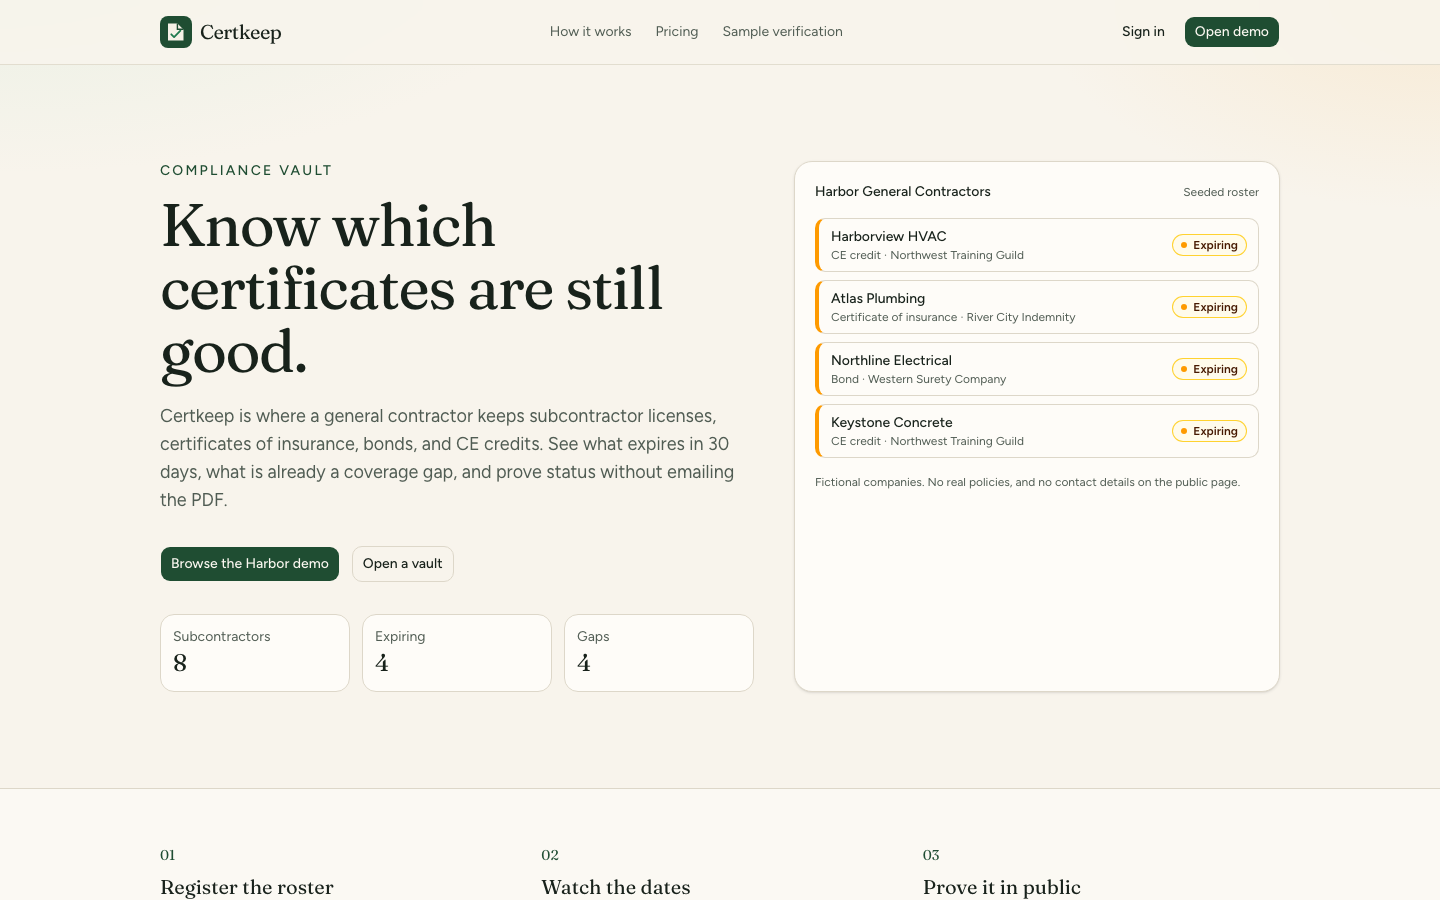 Certkeep
How it works
Pricing
Sample verification
Sign in
Open demo
COMPLIANCE VAULT
Know which
certificates are still
good.
Certkeep is where a general contractor keeps subcontractor licenses,
certificates of insurance, bonds, and CE credits. See what expires in 30
days, what is already a coverage gap, and prove status without emailing
the PDF.
Browse the Harbor demo
Open a vault
Subcontractors
8
Expiring
4
Gaps
4
Harbor General Contractors
Seeded roster
Harborview HVAC
CE credit · Northwest Training Guild
Expiring
Atlas Plumbing
Certificate of insurance · River City Indemnity
Expiring
Northline Electrical
Bond · Western Surety Company
Expiring
Keystone Concrete
CE credit · Northwest Training Guild
Expiring
Fictional companies. No real policies, and no contact details on the public page.
01
Register the roster
02
Watch the dates
03
Prove it in public